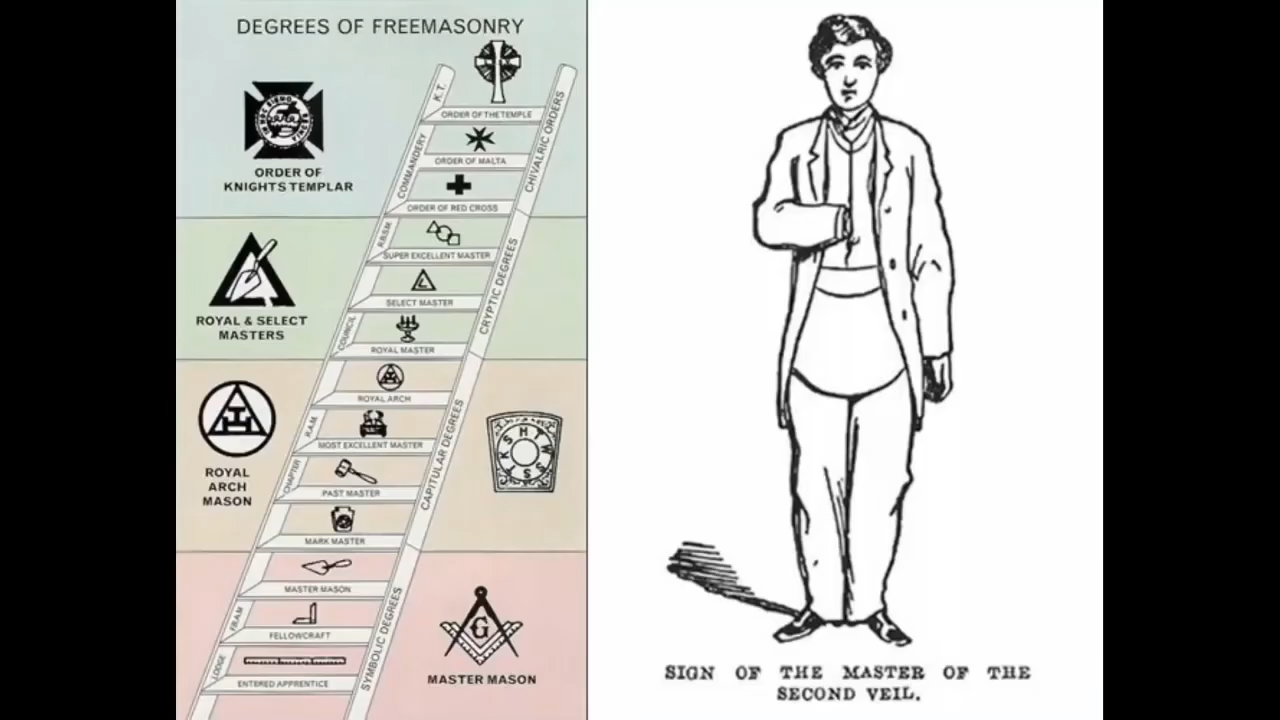 DEGREES OF FREEMASONRY
K.T.
ORDER OF THE TEMPLE
COMMANDERY
CHIVALRIC ORDERS
ORDER OF MALTA
ORDER OF
KNIGHTS TEMPLAR
ORDER OF RED CROSS
SUPER EXCELLENT MASTER
SELECT MASTER
CRYPTIC DEGREES
ROYAL & SELECT
MASTERS
COUNCIL
ROYAL MASTER
ROYAL ARCH
R.A.M.
MOST EXCELLENT MASTER
CAPITULAR DEGREES
CHAPTER
PAST MASTER
ROYAL
ARCH
MASON
H T W S S T K S
MARK MASTER
MASTER MASON
FELLOWCRAFT
SYMBOLIC DEGREES
LODGE
ENTERED APPRENTICE
G
MASTER MASON
SIGN OF THE MASTER OF THE
SECOND VEIL.